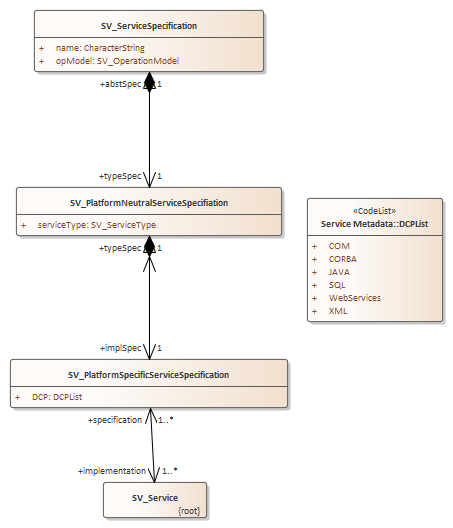 SV_ServiceSpecification
+ name: CharacterString
+ opModel: SV_OperationModel
+abstSpec 1
+typeSpec 1
SV_PlatformNeutralServiceSpecifiation
+ serviceType: SV_ServiceType
+typeSpec 1
«CodeList»
Service Metadata::DCPList
+ COM
+ CORBA
+ JAVA
+ SQL
+ WebServices
+ XML
+implSpec 1
SV_PlatformSpecificServiceSpecification
+ DCP: DCPList
+specification 1..*
+implementation 1..*
SV_Service
{root}